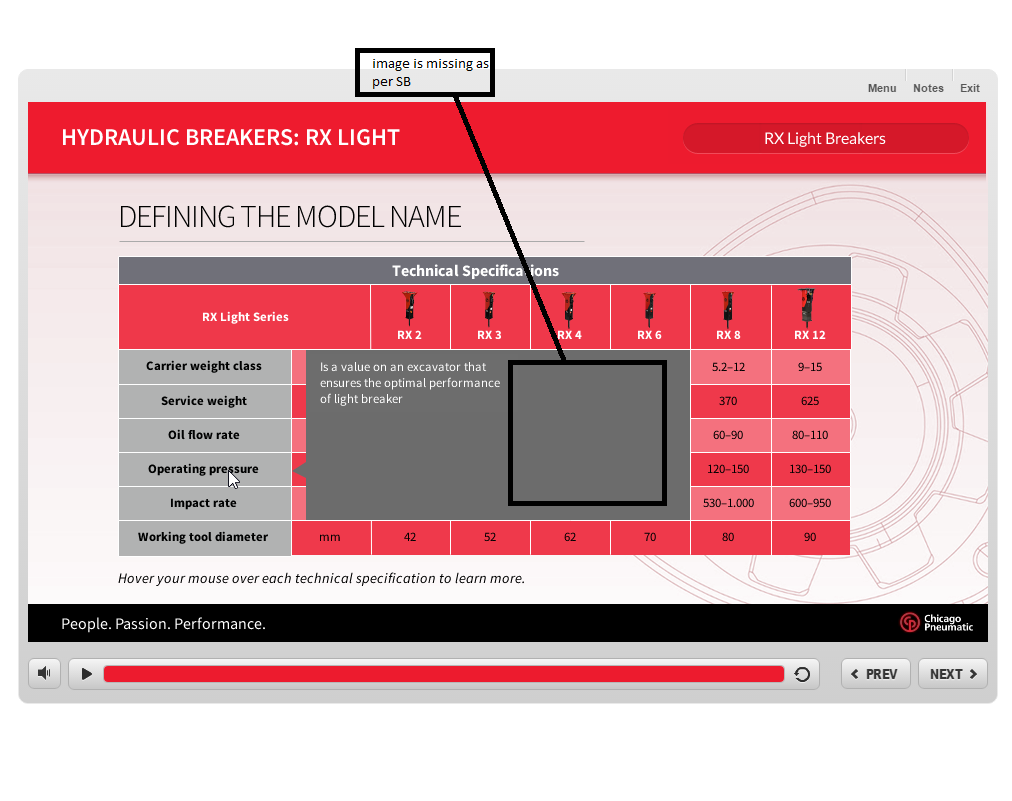 image is missing as
per SB
Menu Notes Exit
HYDRAULIC BREAKERS: RX LIGHT
RX Light Breakers
DEFINING THE MODEL NAME
Technical Specifications
RX Light Series
RX 2 RX 3 RX 4 RX 6 RX 8 RX 12
Carrier weight class 5.2–12 9–15
Is a value on an excavator that
ensures the optimal performance
of light breaker
Service weight 370 625
Oil flow rate 60–90 80–110
Operating pressure 120–150 130–150
Impact rate 530–1.000 600–950
Working tool diameter mm 42 52 62 70 80 90
Hover your mouse over each technical specification to learn more.
People. Passion. Performance.
Chicago
Pneumatic
PREV NEXT